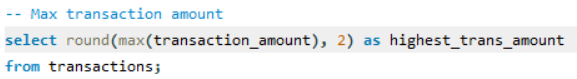 -- Max transaction amount
select round(max(transaction_amount), 2) as highest_trans_amount
from transactions;